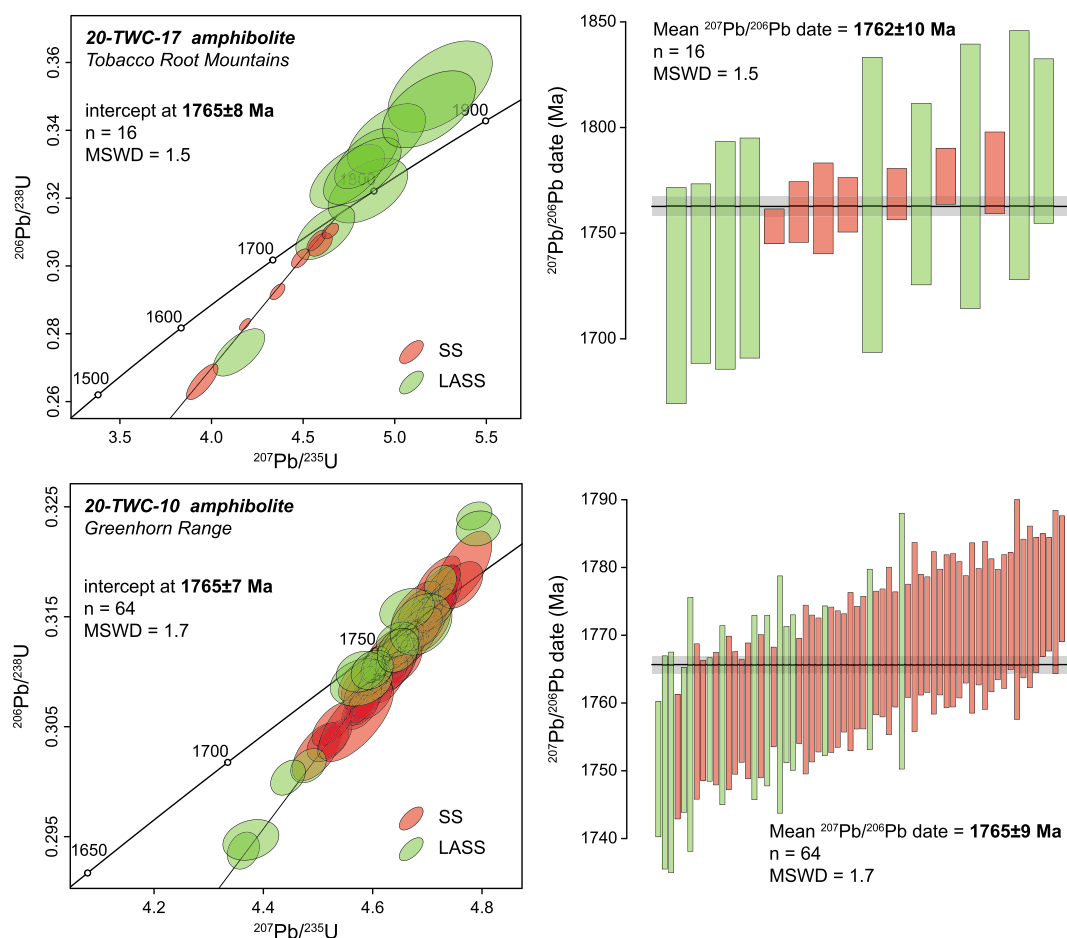 20-TWC-17 amphibolite
Tobacco Root Mountains
intercept at 1765±8 Ma
n = 16
MSWD = 1.5
0.36
0.34
0.32
0.30
0.28
0.26
206Pb/238U
1500
1600
1700
1800
1900
SS
LASS
3.5
4.0
4.5
5.0
5.5
207Pb/235U
Mean 207Pb/206Pb date = 1762±10 Ma
n = 16
MSWD = 1.5
1850
1800
1750
1700
207Pb/206Pb date (Ma)
20-TWC-10 amphibolite
Greenhorn Range
intercept at 1765±7 Ma
n = 64
MSWD = 1.7
0.325
0.315
0.305
0.295
206Pb/238U
1750
1700
1650
SS
LASS
4.2
4.4
4.6
4.8
207Pb/235U
1790
1780
1770
1760
1750
1740
207Pb/206Pb date (Ma)
Mean 207Pb/206Pb date = 1765±9 Ma
n = 64
MSWD = 1.7